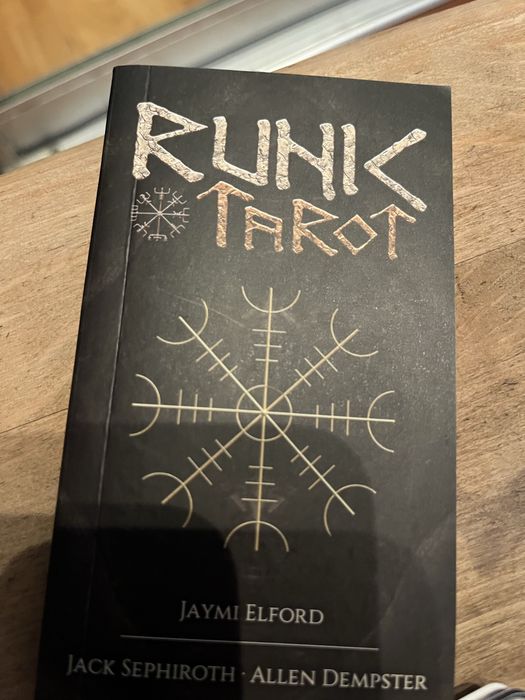 RUNIC
TAROT
JAYMI ELFORD
JACK SEPHIROTH · ALLEN DEMPSTER